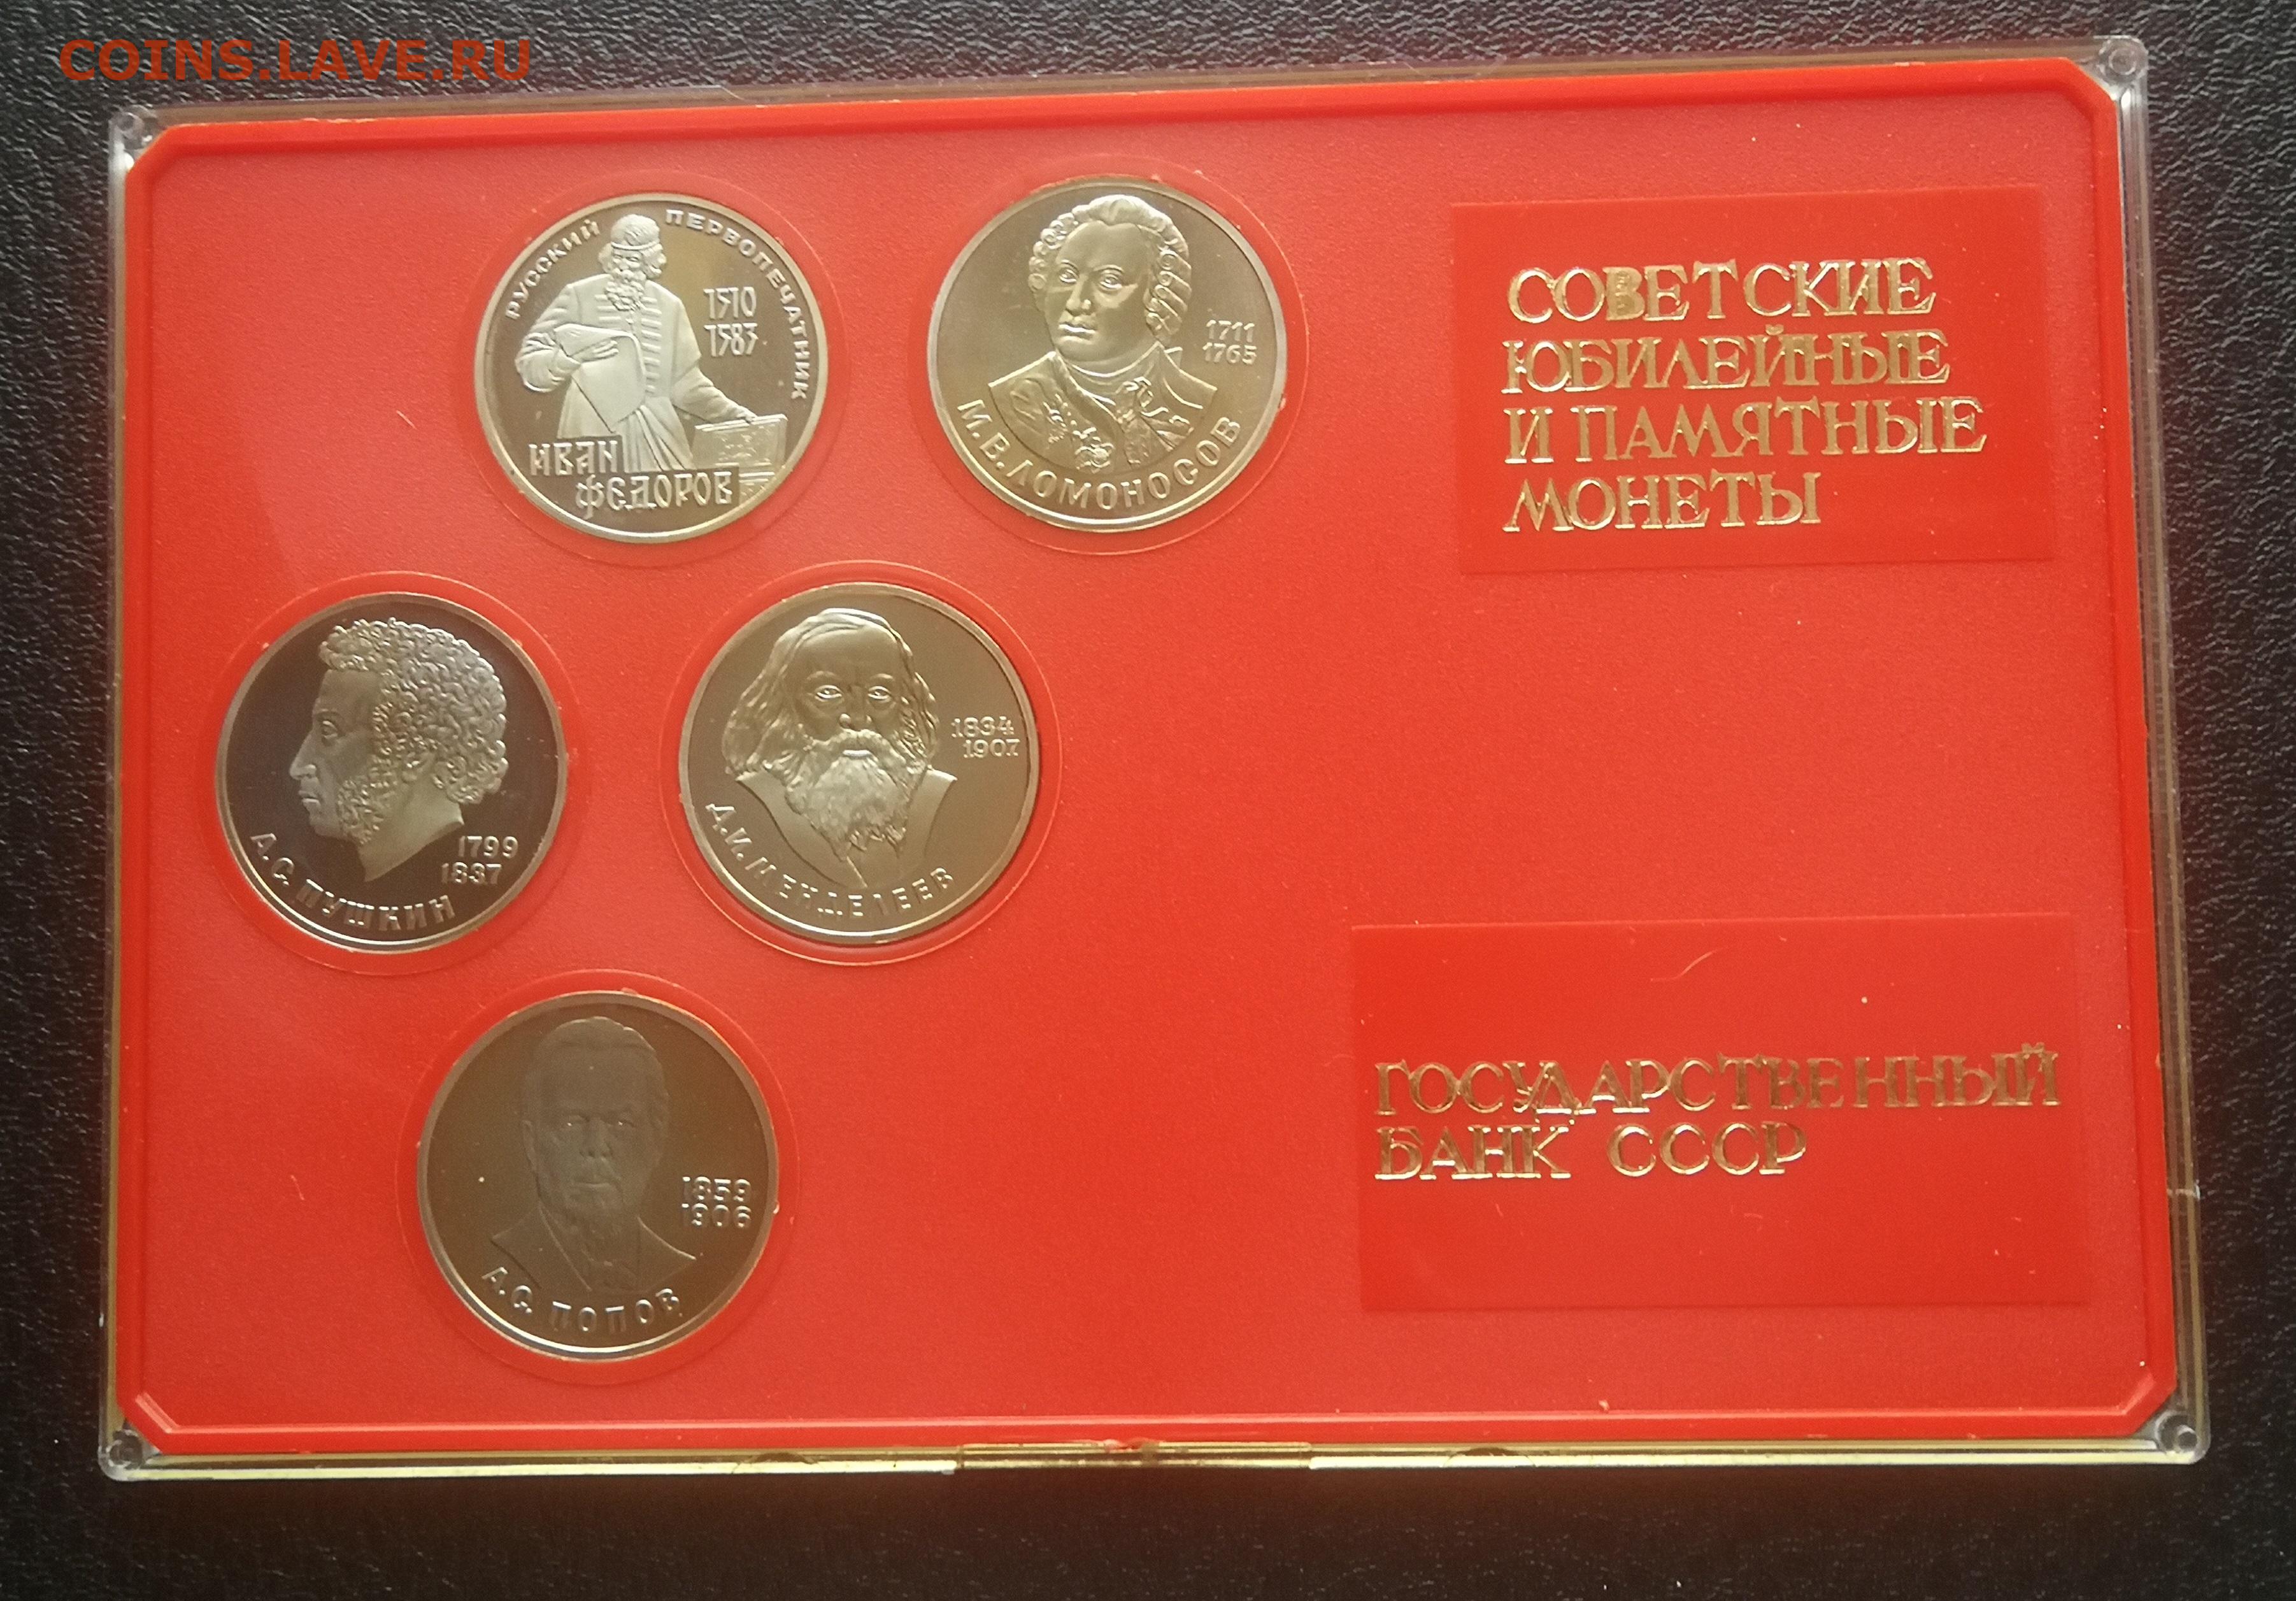 COINS.LAVE.RU
РУССКИЙ ПЕРВОПЕЧАТНИК
1510
1583
ИВАН
ФЕДОРОВ
1711
1765
М.В.ЛОМОНОСОВ
СОВЕТСКИЕ
ЮБИЛЕЙНЫЕ
И ПАМЯТНЫЕ
МОНЕТЫ
1799
1837
А.С.ПУШКИН
1834
1907
Д.И.МЕНДЕЛЕЕВ
1859
1906
А.С.ПОПОВ
ГОСУДАРСТВЕННЫЙ
БАНК СССР